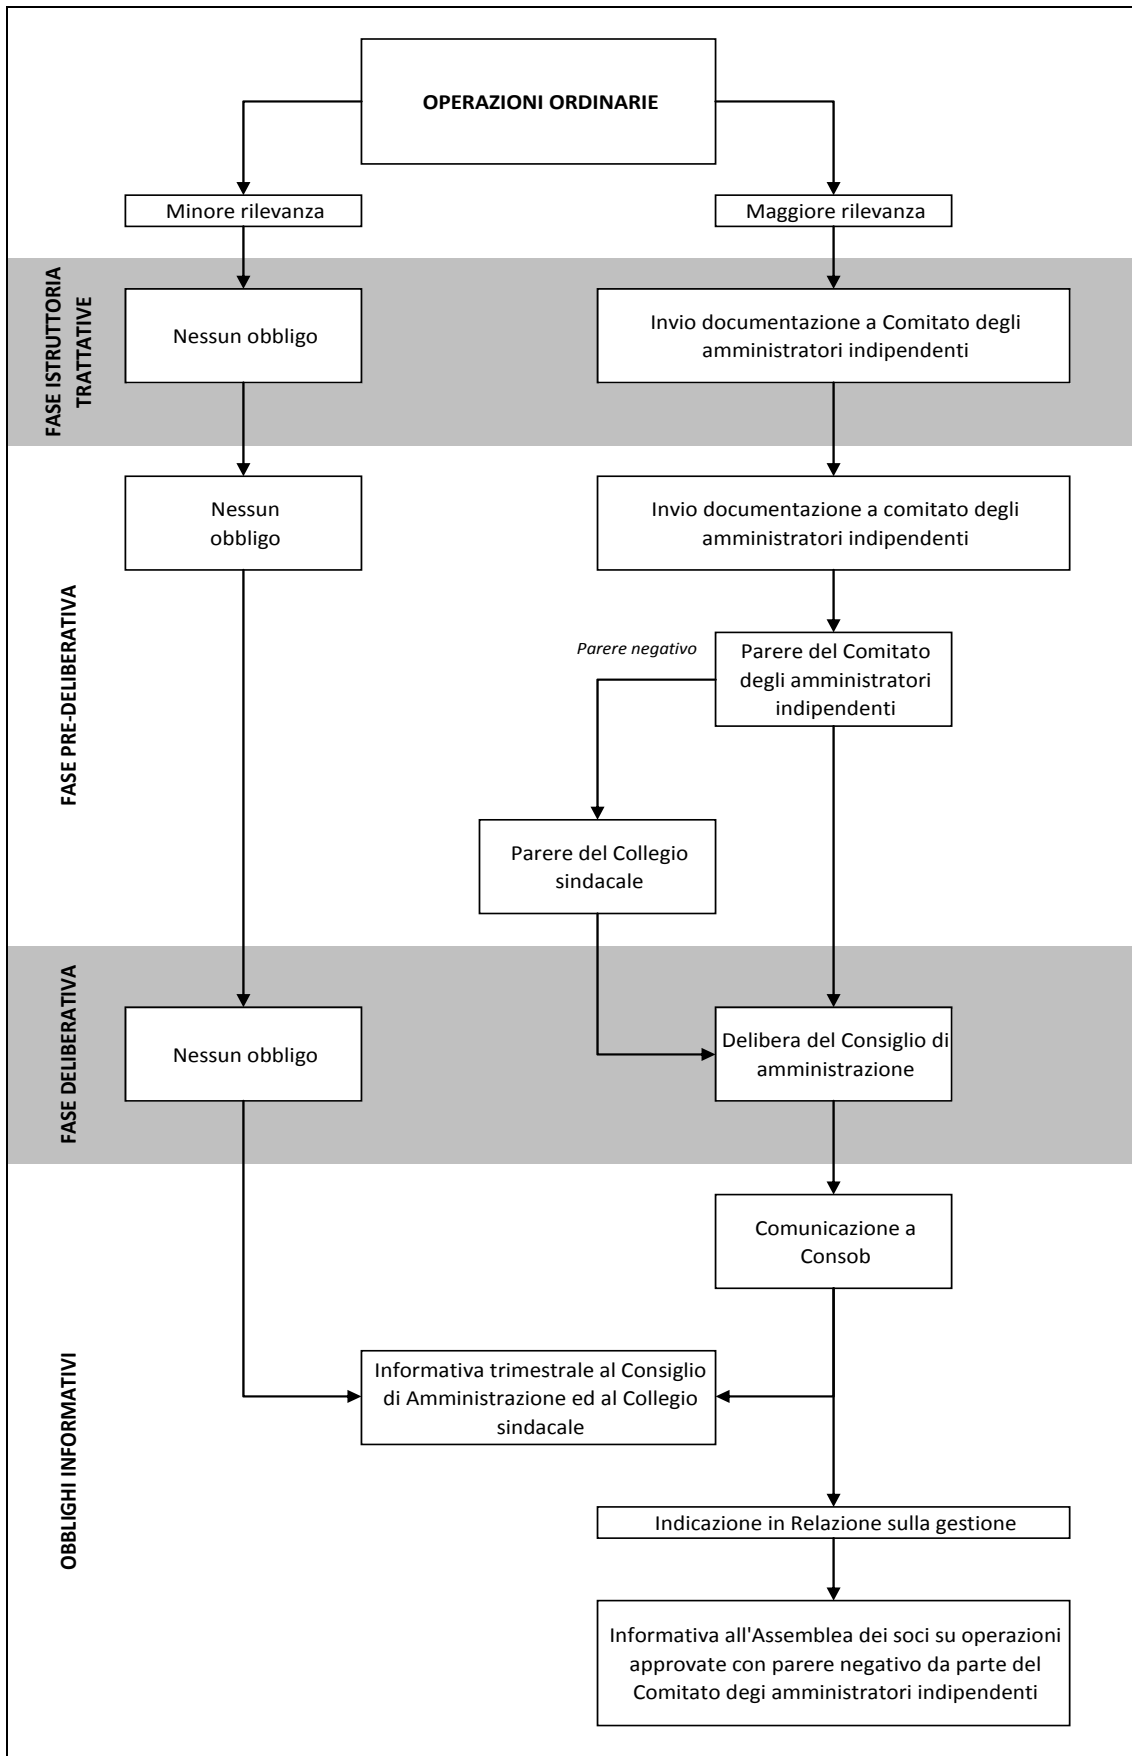 OPERAZIONI ORDINARIE
Minore rilevanza
Maggiore rilevanza
FASE ISTRUTTORIA
TRATTATIVE
Nessun obbligo
Invio documentazione a Comitato degli
amministratori indipendenti
FASE PRE-DELIBERATIVA
Nessun
obbligo
Invio documentazione a comitato degli
amministratori indipendenti
Parere negativo
Parere del Comitato
degli amministratori
indipendenti
Parere del Collegio
sindacale
FASE DELIBERATIVA
Nessun obbligo
Delibera del Consiglio di
amministrazione
OBBLIGHI INFORMATIVI
Comunicazione a
Consob
Informativa trimestrale al Consiglio
di Amministrazione ed al Collegio
sindacale
Indicazione in Relazione sulla gestione
Informativa all'Assemblea dei soci su operazioni
approvate con parere negativo da parte del
Comitato degi amministratori indipendenti